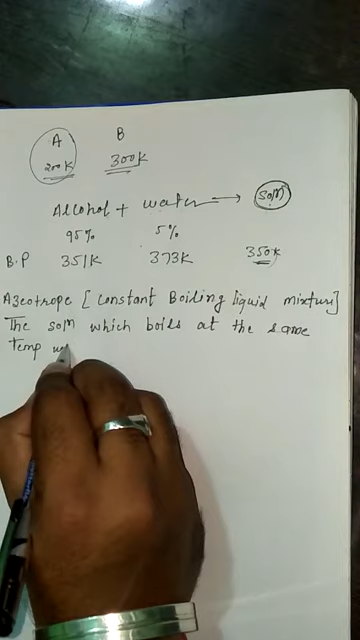 A B
200K 300K
Alcohol + water → Solⁿ
95% 5%
B.P 351K 373K 350K
Azeotrope [Constant Boiling liquid mixture]
The Solⁿ which boils at the same
Temp